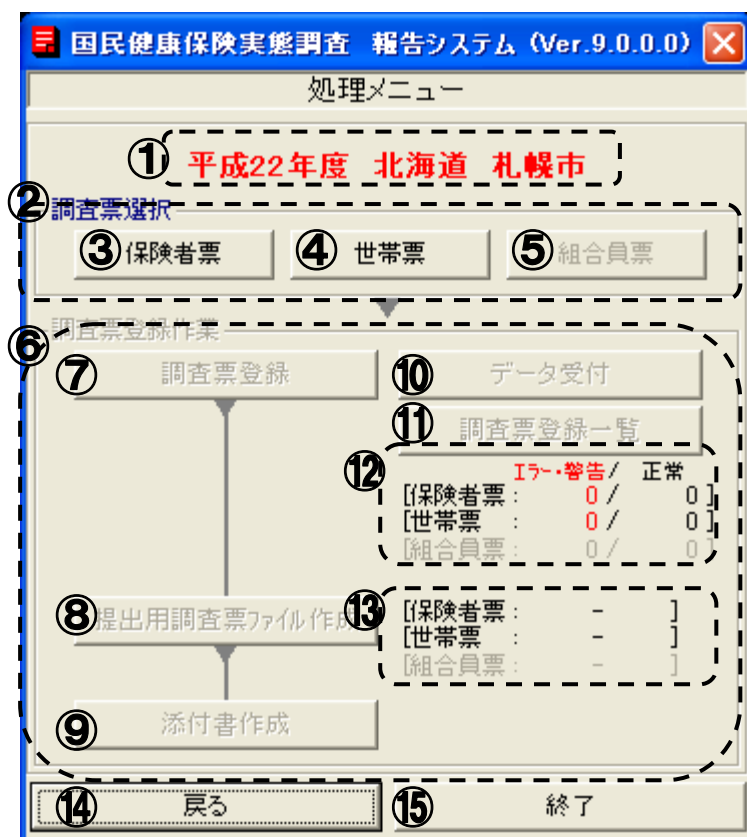 国民健康保険実態調査 報告システム (Ver.9.0.0.0)
処理メニュー
① 平成22年度 北海道 札幌市
② 調査票選択
③ 保険者票 ④ 世帯票 ⑤ 組合員票
⑥ 調査票登録作業
⑦ 調査票登録 ⑩ データ受付
⑪ 調査票登録一覧
⑫ エラー・警告/ 正常
[保険者票: 0/ 0]
[世帯票 : 0/ 0]
[組合員票: 0/ 0]
⑧ 提出用調査票ファイル作成 ⑬ [保険者票: - ]
[世帯票 : - ]
[組合員票: - ]
⑨ 添付書作成
⑭ 戻る ⑮ 終了